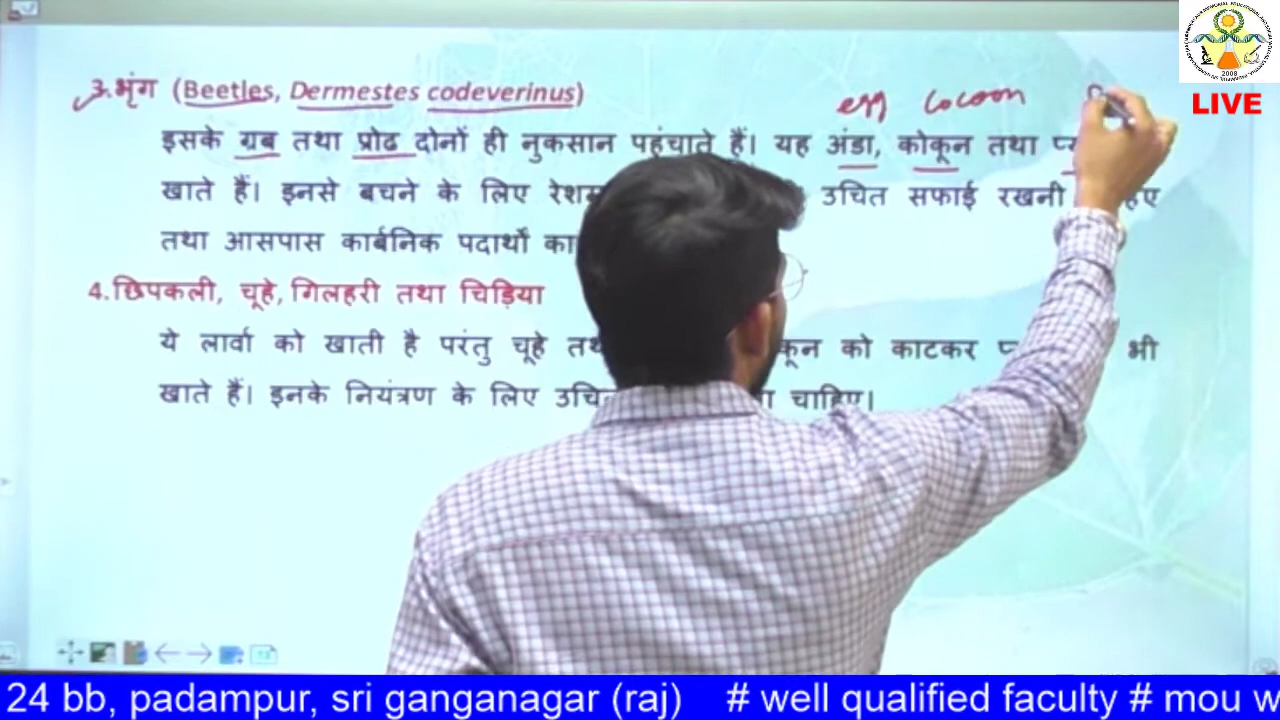 3.भृंग (Beetles, Dermestes codeverinus)
egg cocoon
इसके ग्रब तथा प्रोढ दोनों ही नुकसान पहुंचाते हैं। यह अंडा, कोकून तथा
खाते हैं। इनसे बचने के लिए उचित सफाई रखनी
तथा आसपास कार्बनिक पदार्थों का
4.छिपकली, चूहे, गिलहरी तथा चिड़िया
ये लार्वा को खाती है परंतु चूहे को काटकर भी
खाते हैं। इनके नियंत्रण के लिए चाहिए।
2008
LIVE
24 bb, padampur, sri ganganagar (raj) # well qualified faculty # mou w